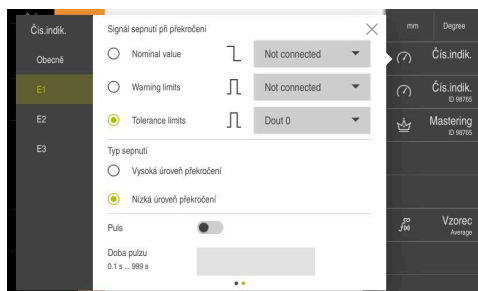 Čís.indik.
Obecně
E1
E2
E3
Signál sepnutí při překročení
Nominal value
Not connected
Warning limits
Not connected
Tolerance limits
Dout 0
Typ sepnutí
Vysoká úroveň překročení
Nízká úroveň překročení
Puls
Doba pulzu
0.1 s ... 999 s
mm
Degree
Čís.indik.
Čís.indik.
ID 98765
Mastering
ID 98765
Vzorec
Average